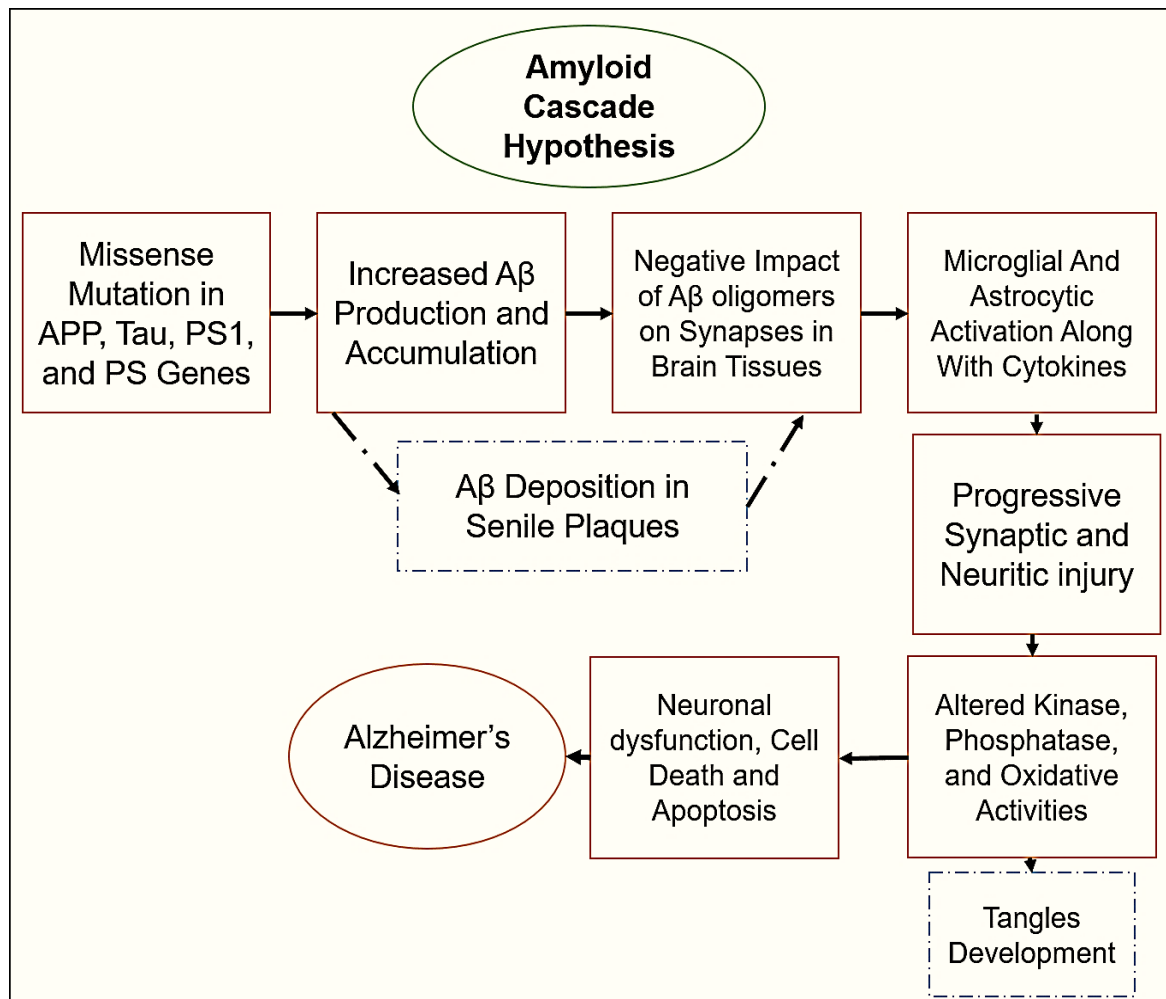 Amyloid
Cascade
Hypothesis
Missense
Mutation in
APP, Tau, PS1,
and PS Genes
Increased Aβ
Production and
Accumulation
Negative Impact
of Aβ oligomers
on Synapses in
Brain Tissues
Microglial And
Astrocytic
Activation Along
With Cytokines
Aβ Deposition in
Senile Plaques
Progressive
Synaptic and
Neuritic injury
Altered Kinase,
Phosphatase,
and Oxidative
Activities
Neuronal
dysfunction, Cell
Death and
Apoptosis
Alzheimer’s
Disease
Tangles
Development